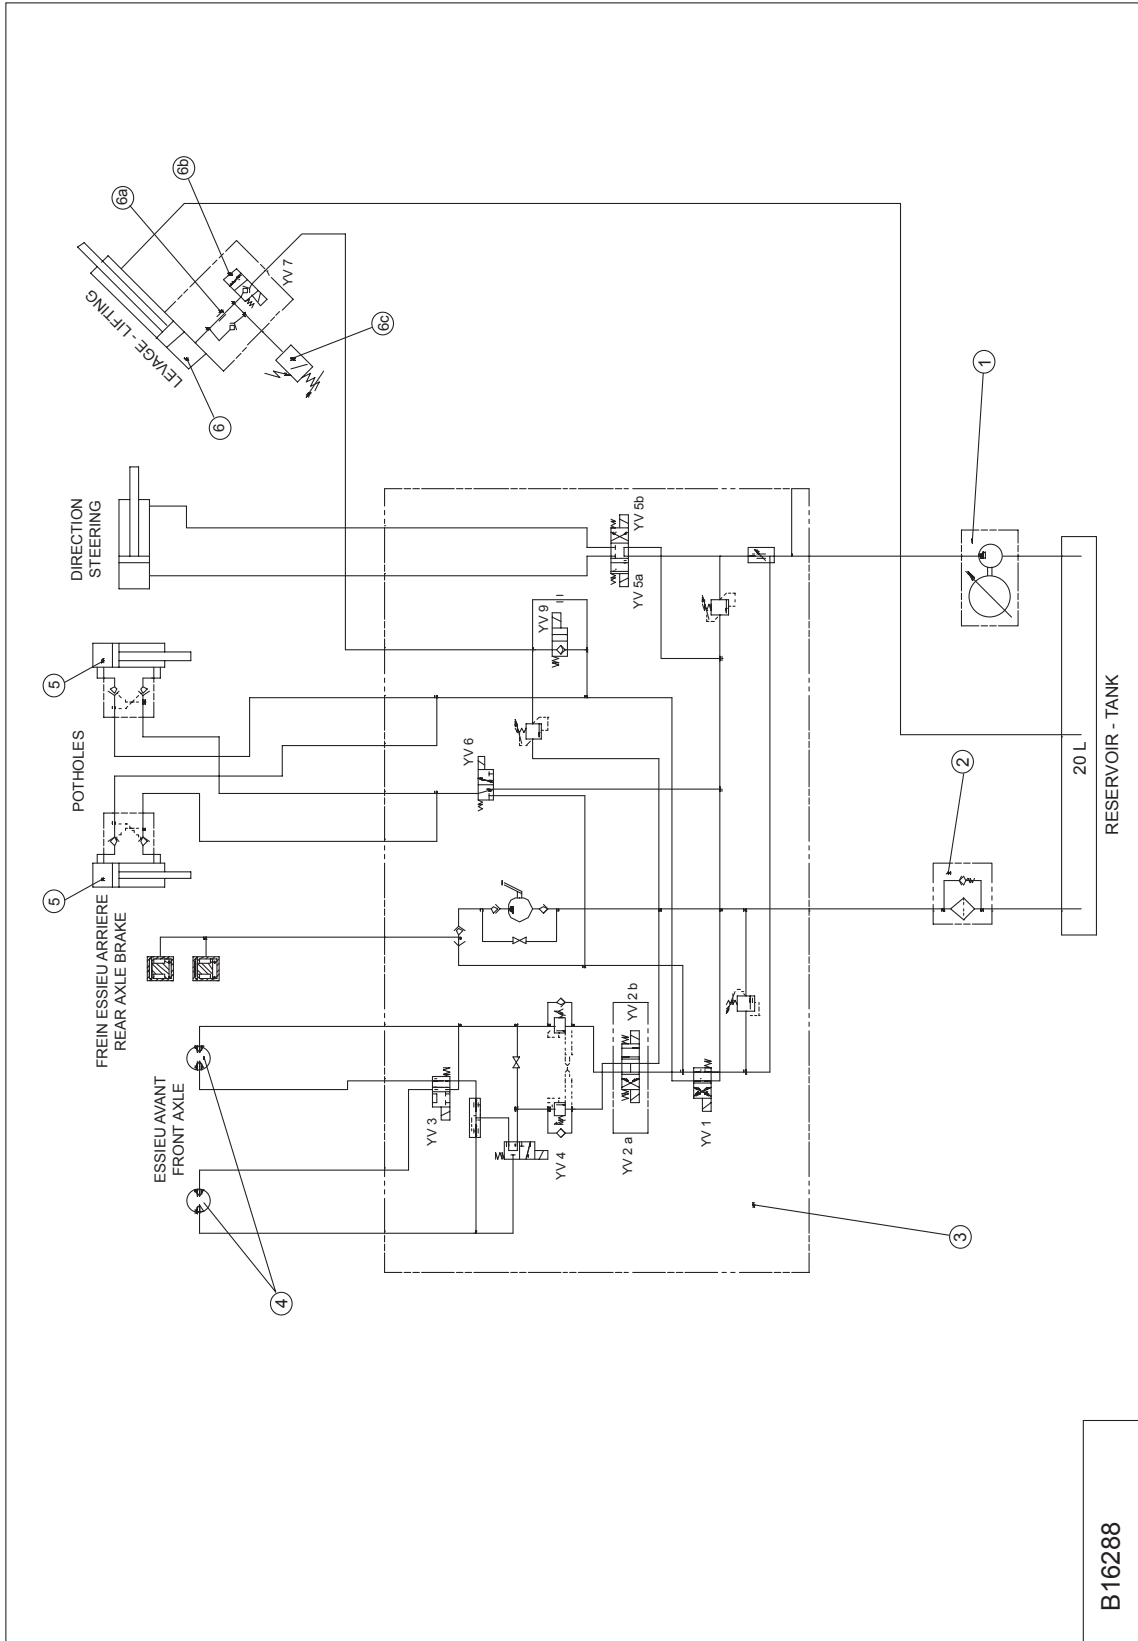 LEVAGE - LIFTING
6
6a
6b
6c
YV 7
DIRECTION
STEERING
POTHOLES
5
5
FREIN ESSIEU ARRIERE
REAR AXLE BRAKE
ESSIEU AVANT
FRONT AXLE
4
YV 5a
YV 5b
YV 9
YV 6
YV 3
YV 4
YV 2 a
YV 2 b
YV 1
3
1
2
20 L
RESERVOIR - TANK
B16288